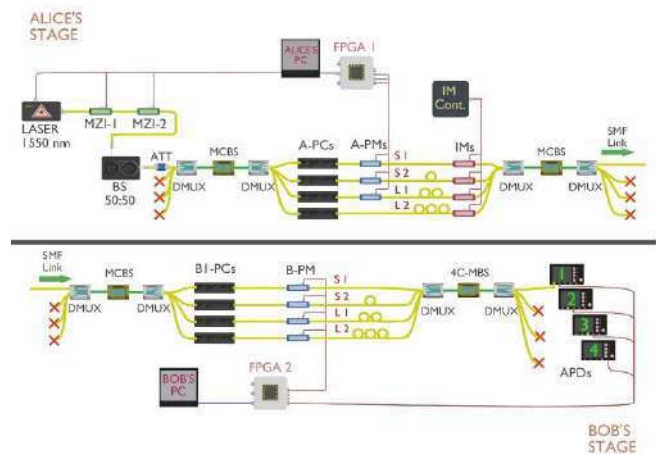 ALICE'S
STAGE
ALICE'S
PC
FPGA 1
IM
Cont.
LASER
1550 nm
MZI-1
MZI-2
BS
50:50
ATT
DMUX
MCBS
DMUX
A-PCs
A-PMs
S 1
S 2
L 1
L 2
IMs
DMUX
MCBS
DMUX
SMF
Link
SMF
Link
DMUX
MCBS
DMUX
B1-PCs
B-PM
S 1
S 2
L 1
L 2
DMUX
4C-MBS
DMUX
1
2
3
4
APDs
BOB'S
PC
FPGA 2
BOB'S
STAGE